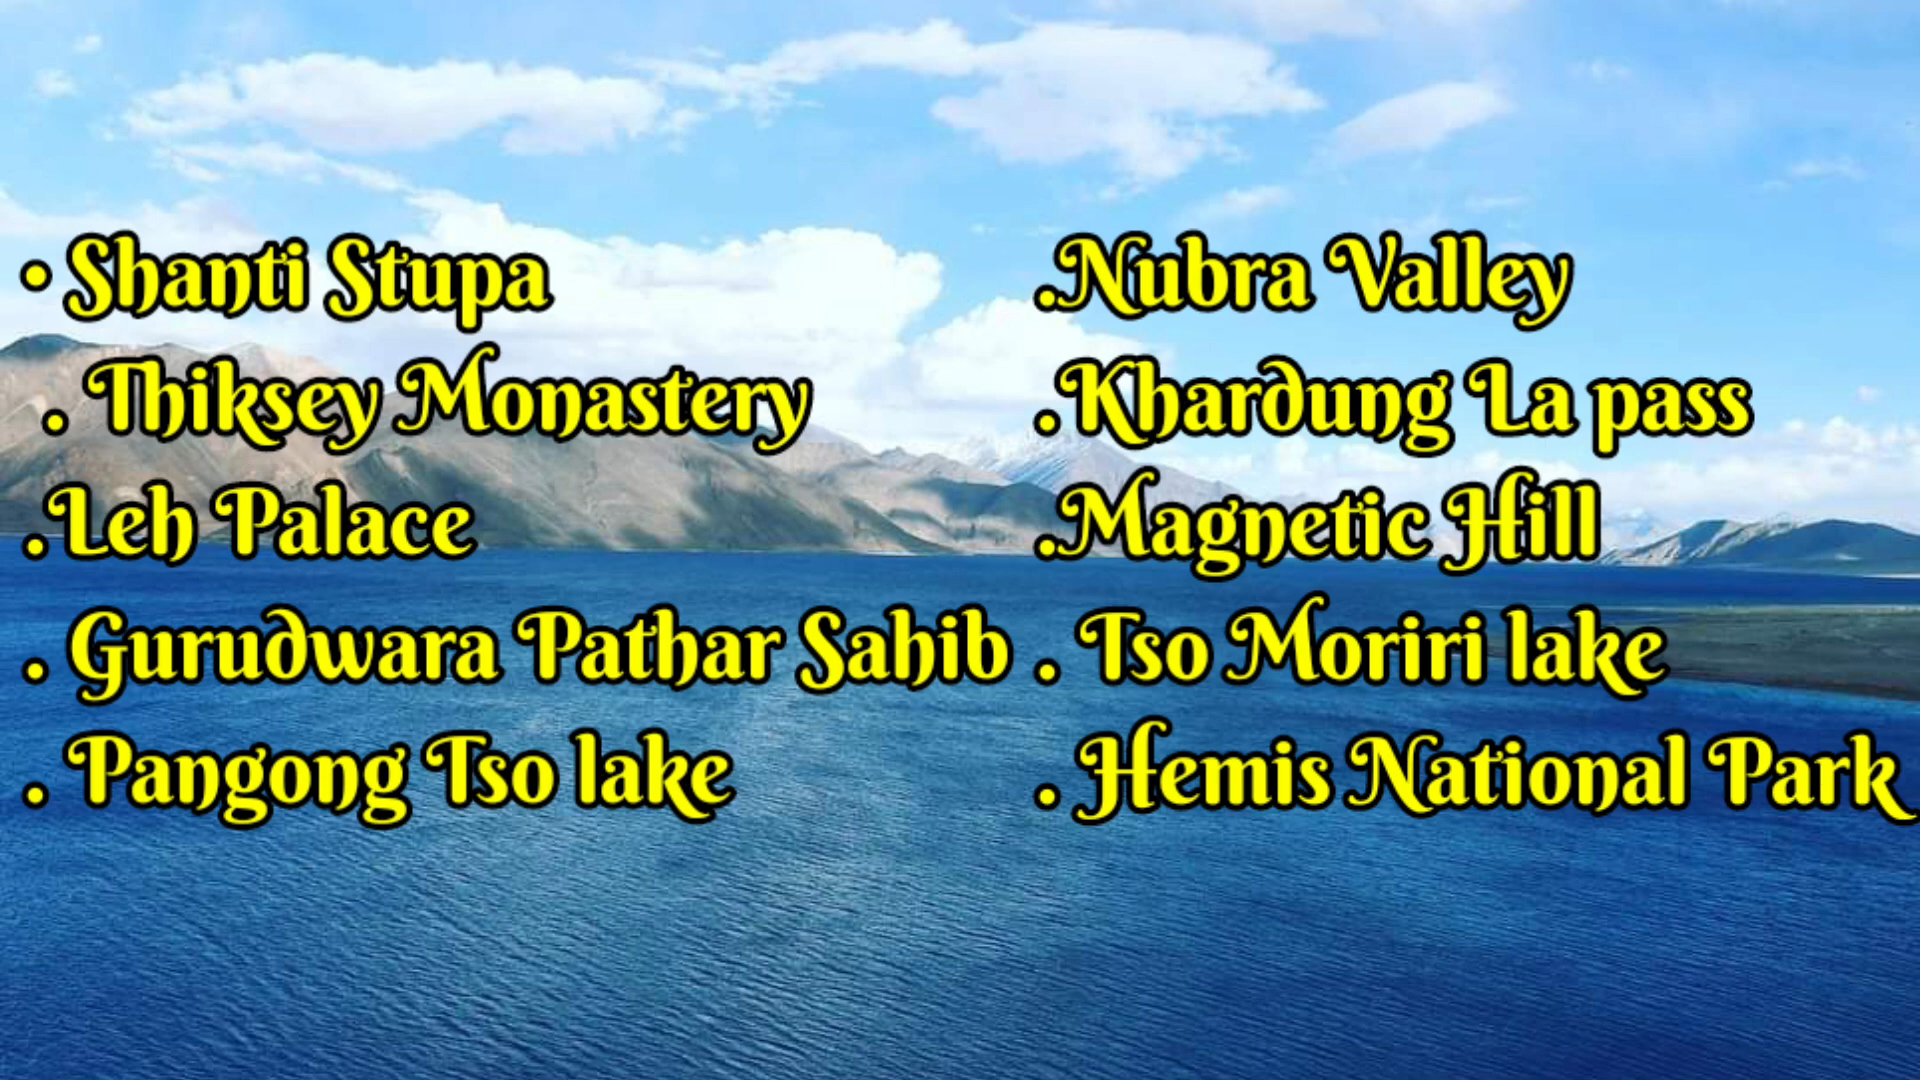 • Shanti Stupa
. Thiksey Monastery
.Leh Palace
. Gurudwara Pathar Sahib
. Pangong Tso lake
.Nubra Valley
.Khardung La pass
.Magnetic Hill
. Tso Moriri lake
. Hemis National Park